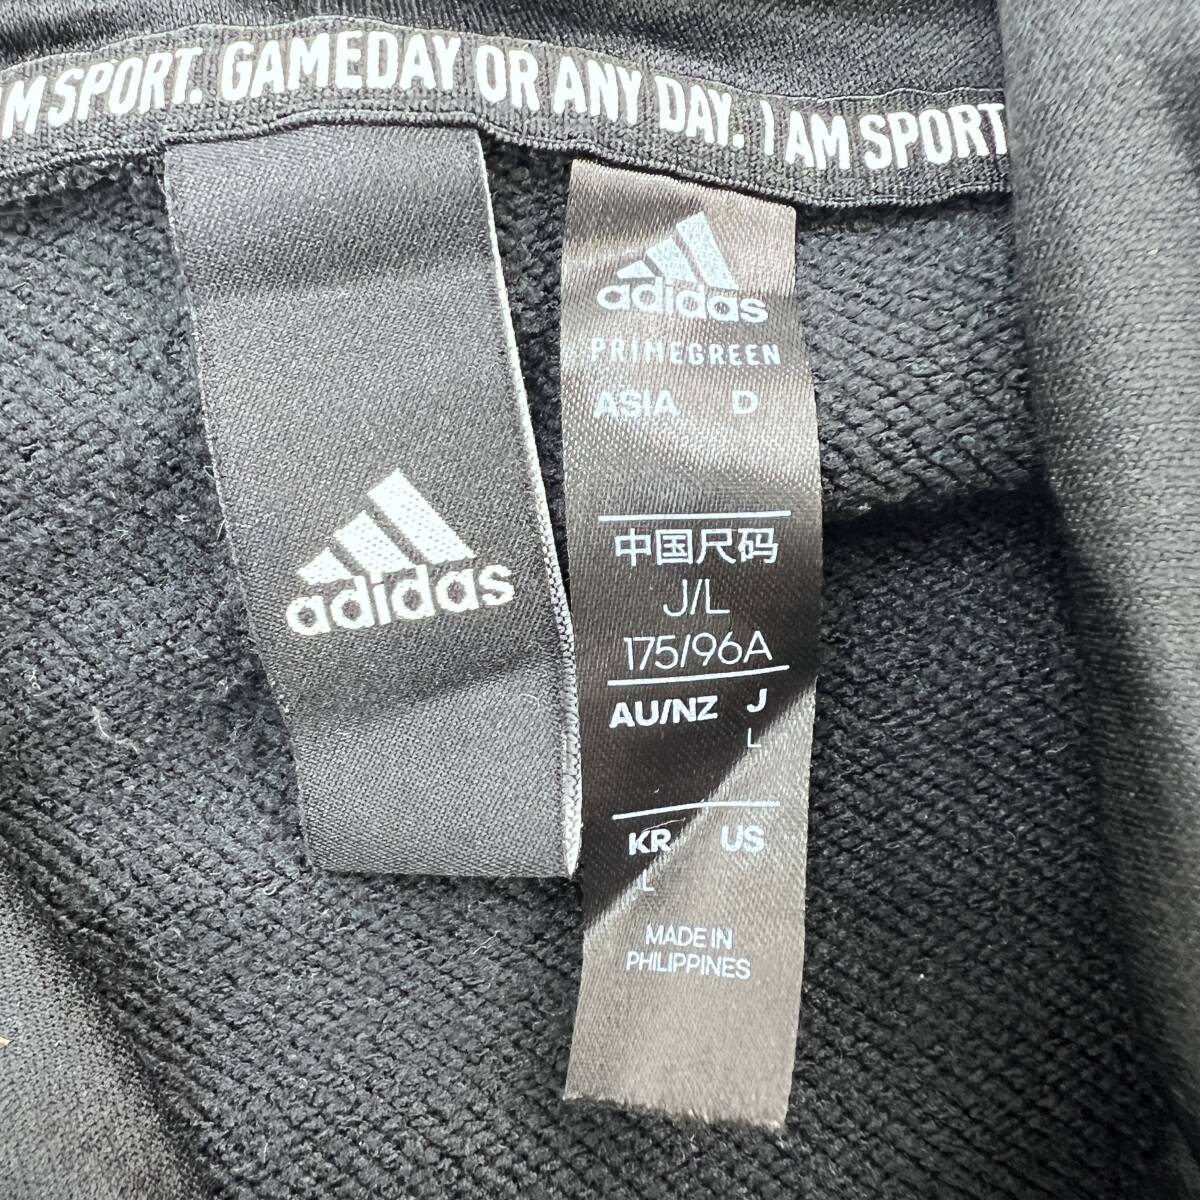 AM SPORT. GAMEDAY OR ANY DAY. I AM SPORT
adidas
adidas
PRIMEGREEN
ASIA D
中国尺码
J/L
175/96A
AU/NZ J
L
KR US
L
MADE IN
PHILIPPINES